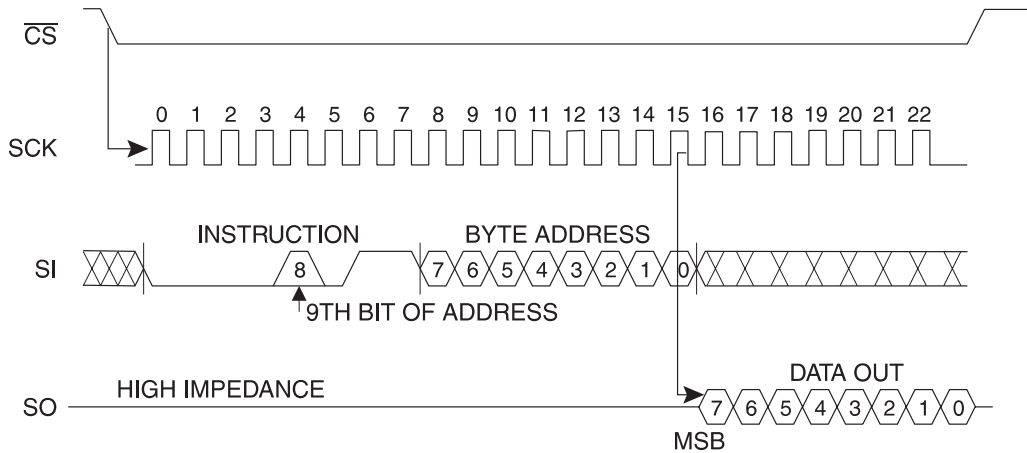 CS
0 1 2 3 4 5 6 7 8 9 10 11 12 13 14 15 16 17 18 19 20 21 22
SCK
INSTRUCTION BYTE ADDRESS
SI 8 7 6 5 4 3 2 1 0
9TH BIT OF ADDRESS
HIGH IMPEDANCE DATA OUT
SO 7 6 5 4 3 2 1 0
MSB